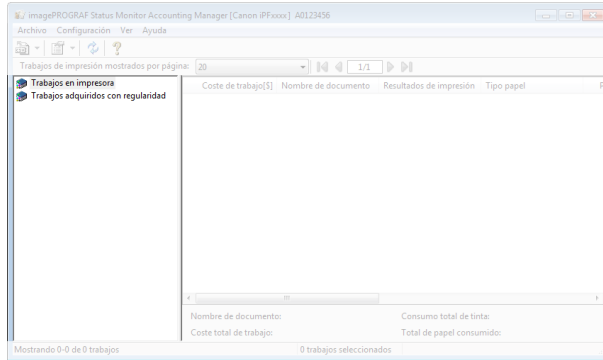 imagePROGRAF Status Monitor Accounting Manager [Canon iPFxxxx] A0123456
Archivo Configuración Ver Ayuda
Trabajos de impresión mostrados por página: 20 1/1
Trabajos en impresora
Trabajos adquiridos con regularidad
Coste de trabajo[$] Nombre de documento Resultados de impresión Tipo papel
Nombre de documento: Consumo total de tinta:
Coste total de trabajo: Total de papel consumido:
Mostrando 0-0 de 0 trabajos 0 trabajos seleccionados